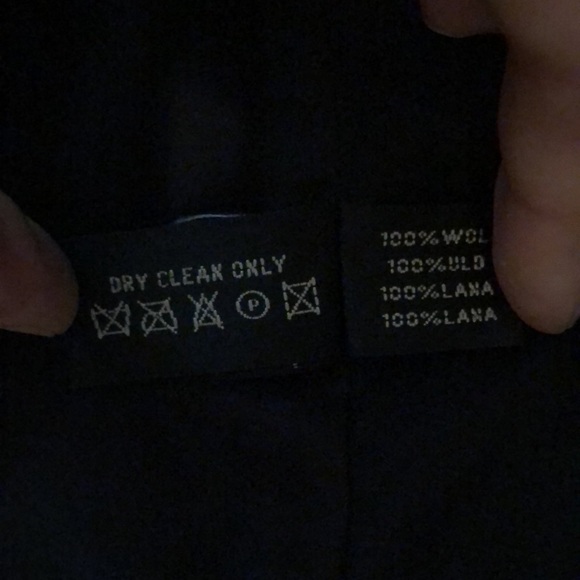 DRY CLEAN ONLY
P
100% WOL
100% ULD
100% LANA
100% LANA